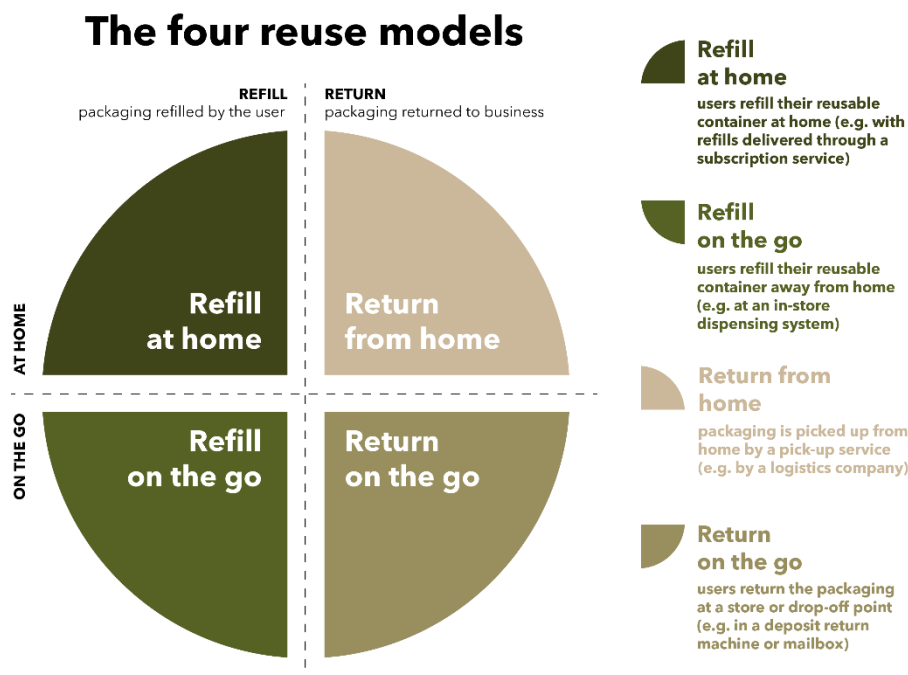 The four reuse models
REFILL
packaging refilled by the user
RETURN
packaging returned to business
AT HOME
ON THE GO
Refill
at home
Return
from home
Refill
on the go
Return
on the go
Refill
at home
users refill their reusable
container at home (e.g. with
refills delivered through a
subscription service)
Refill
on the go
users refill their reusable
container away from home
(e.g. at an in-store
dispensing system)
Return from
home
packaging is picked up from
home by a pick-up service
(e.g. by a logistics company)
Return
on the go
users return the packaging
at a store or drop-off point
(e.g. in a deposit return
machine or mailbox)